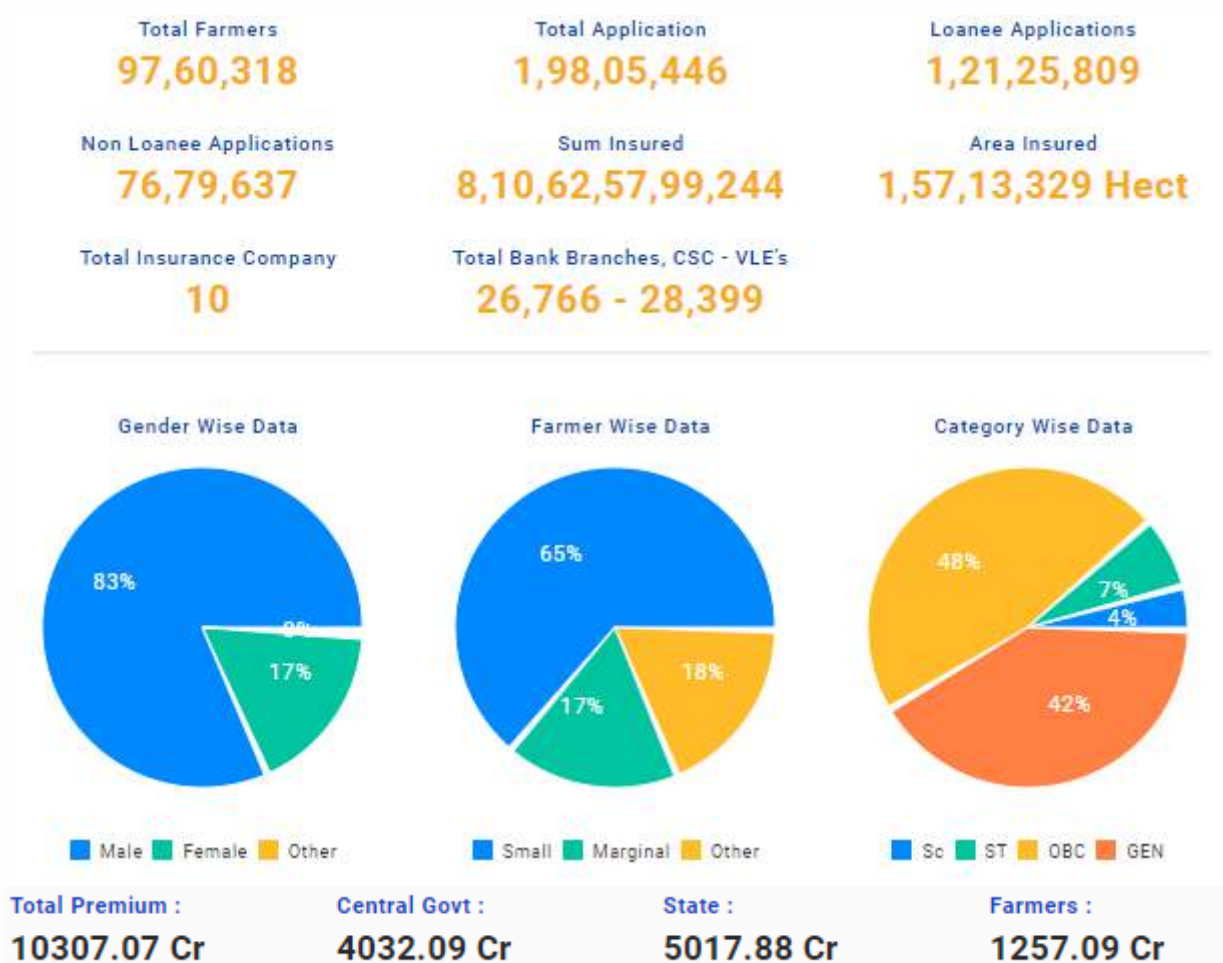 Total Farmers
97,60,318
Total Application
1,98,05,446
Loanee Applications
1,21,25,809
Non Loanee Applications
76,79,637
Sum Insured
8,10,62,57,99,244
Area Insured
1,57,13,329 Hect
Total Insurance Company
10
Total Bank Branches, CSC - VLE's
26,766 - 28,399
Gender Wise Data
83%
17%
Male Female Other
Farmer Wise Data
65%
17%
18%
Small Marginal Other
Category Wise Data
48%
7%
4%
42%
Sc ST OBC GEN
Total Premium :
10307.07 Cr
Central Govt :
4032.09 Cr
State :
5017.88 Cr
Farmers :
1257.09 Cr